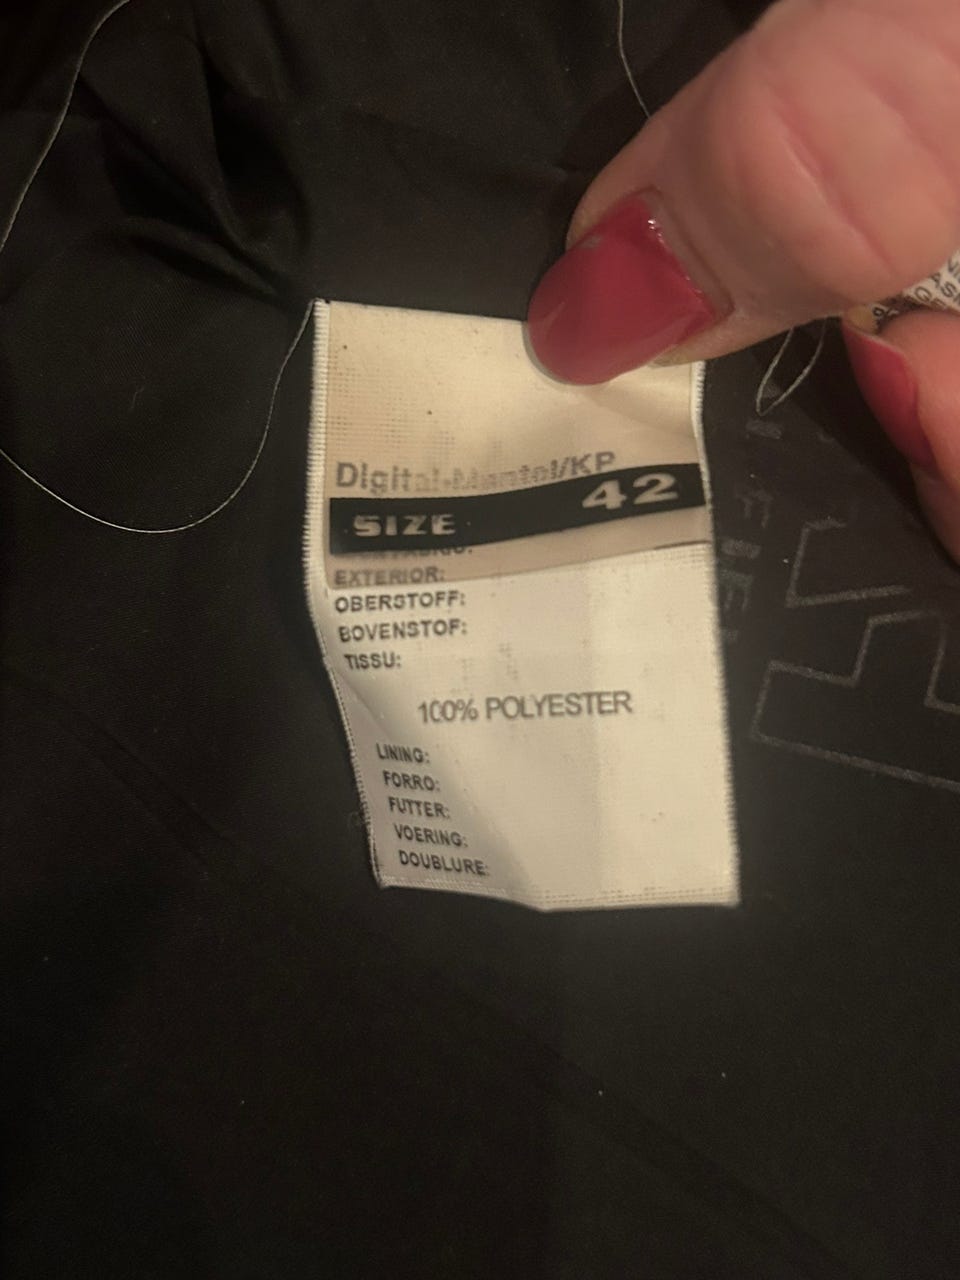 Digital-Mantel/KP
SIZE 42
EXTERIOR:
OBERSTOFF:
BOVENSTOF:
TISSU:
100% POLYESTER
LINING:
FORRO:
FUTTER:
VOERING:
DOUBLURE: